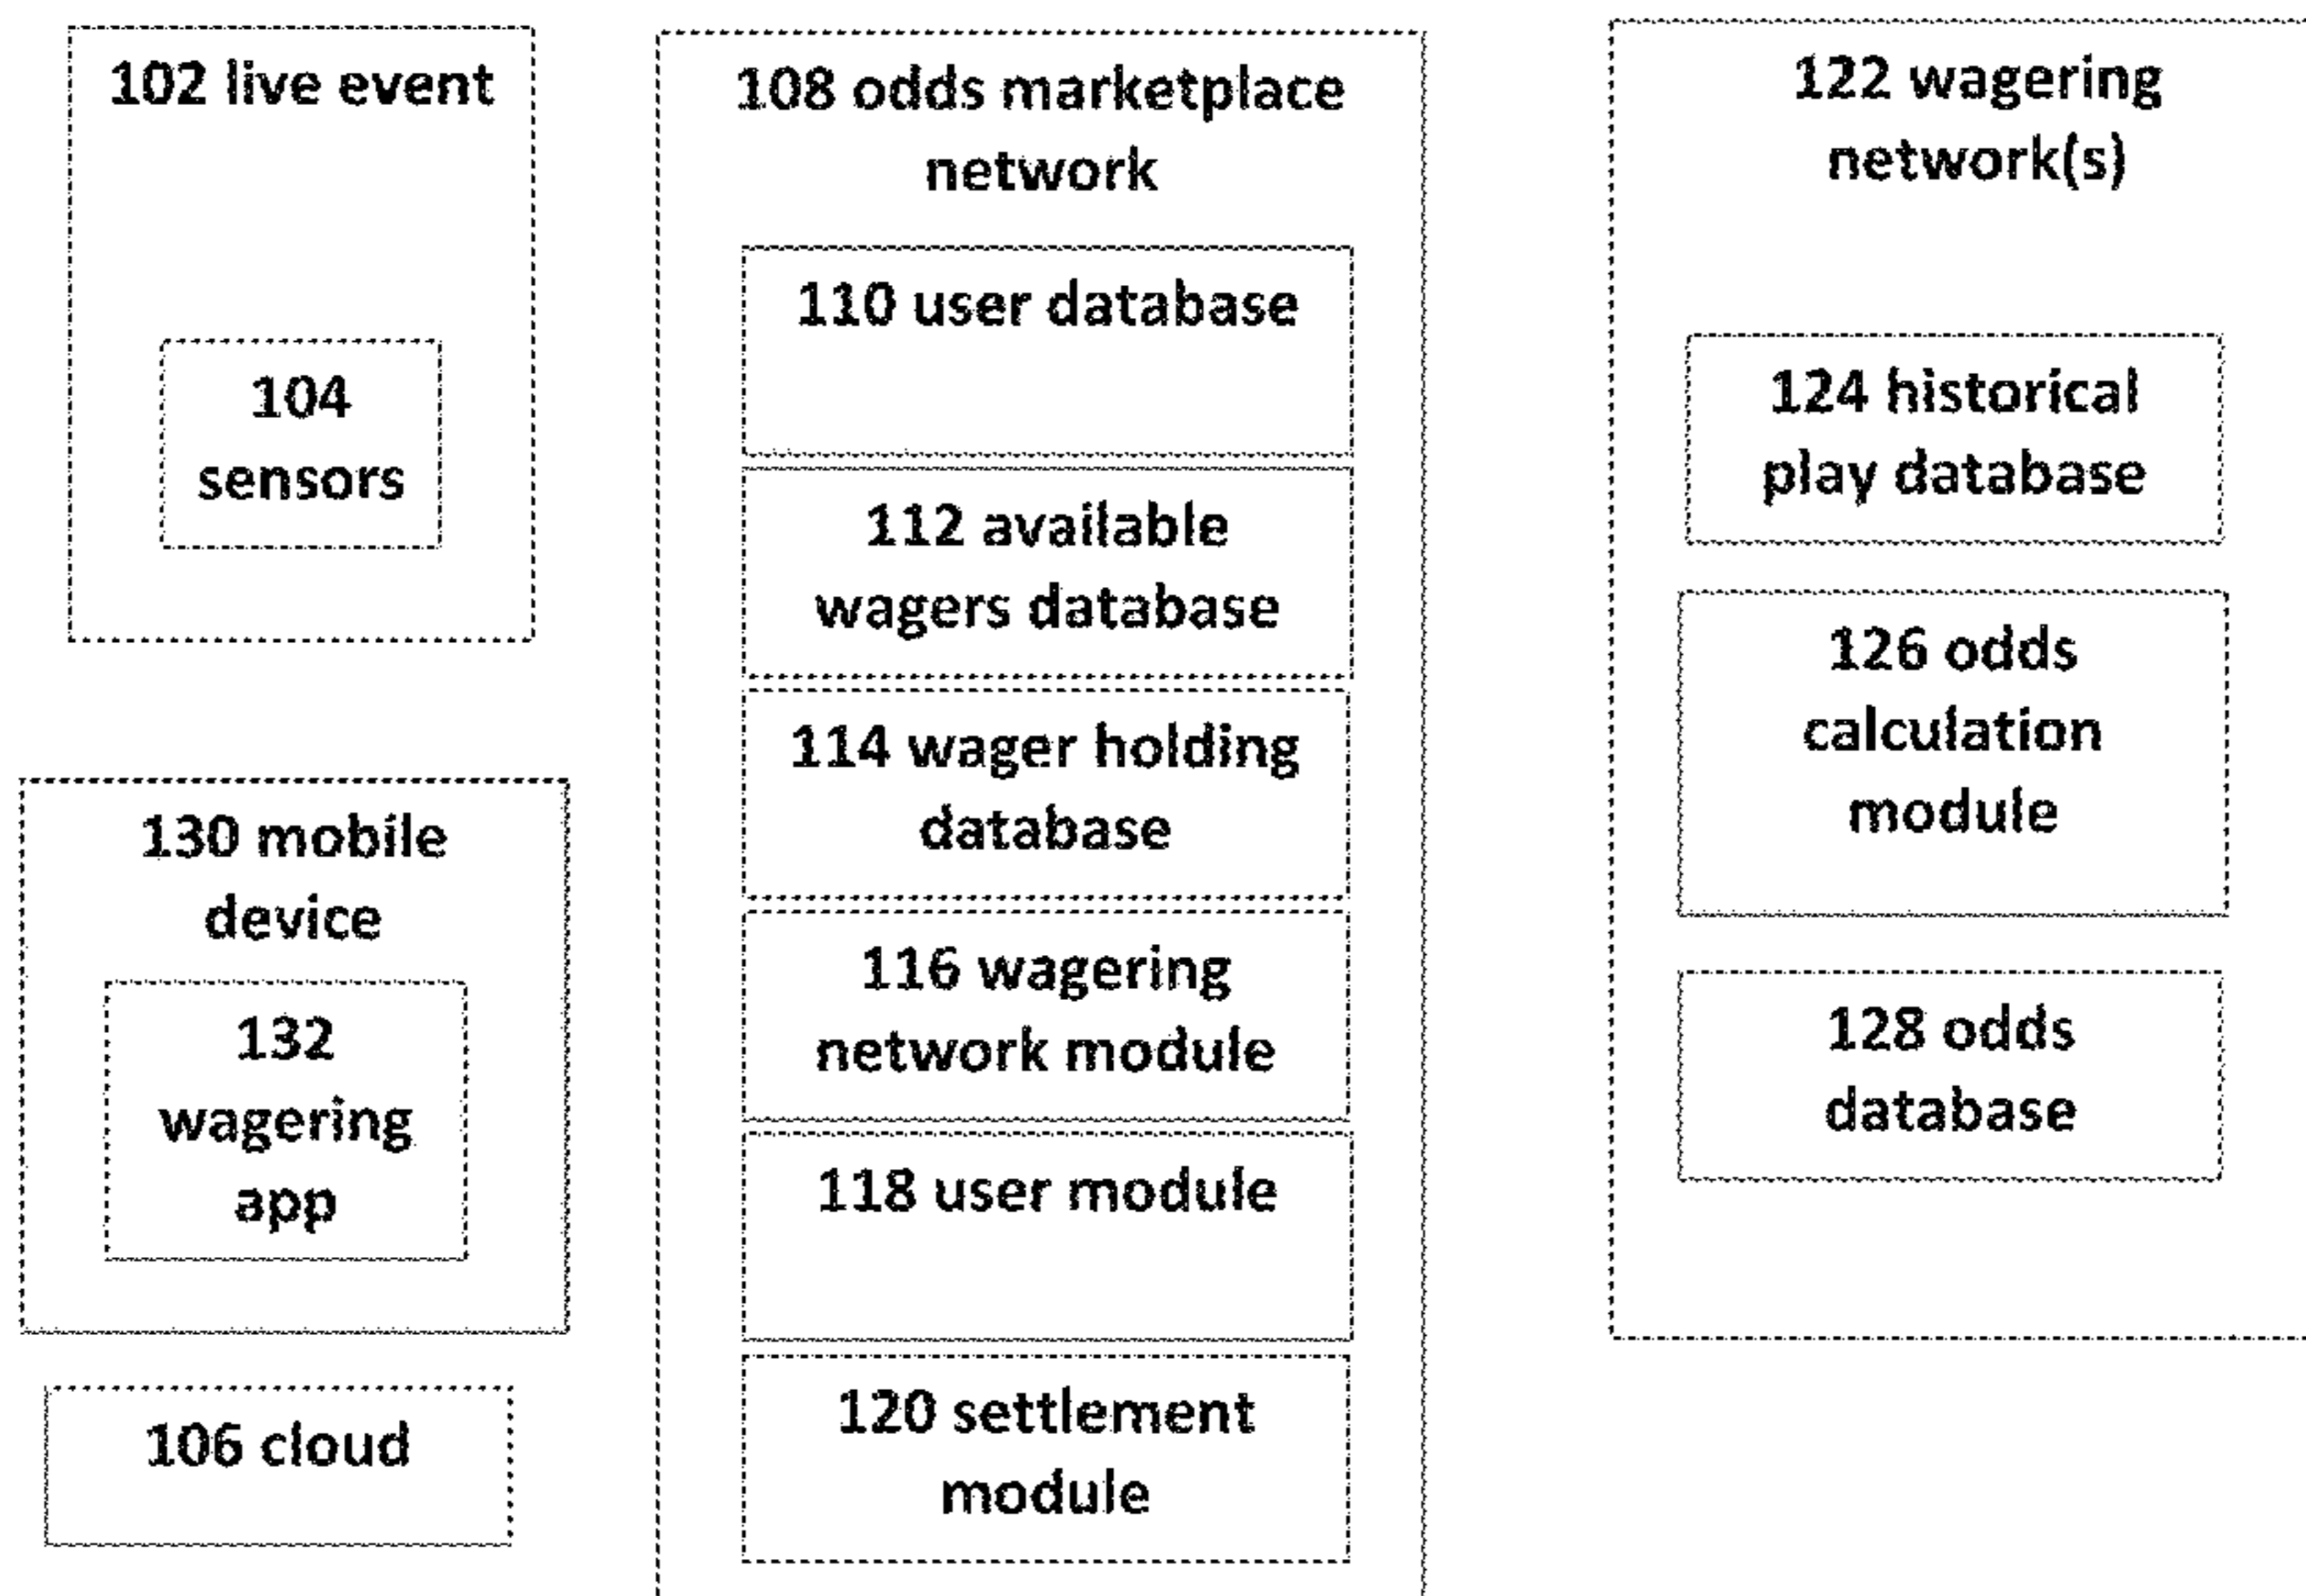 102 live event
104
sensors
130 mobile
device
132
wagering
app
106 cloud
108 odds marketplace
network
110 user database
112 available
wagers database
114 wager holding
database
116 wagering
network module
118 user module
120 settlement
module
122 wagering
network(s)
124 historical
play database
126 odds
calculation
module
128 odds
database